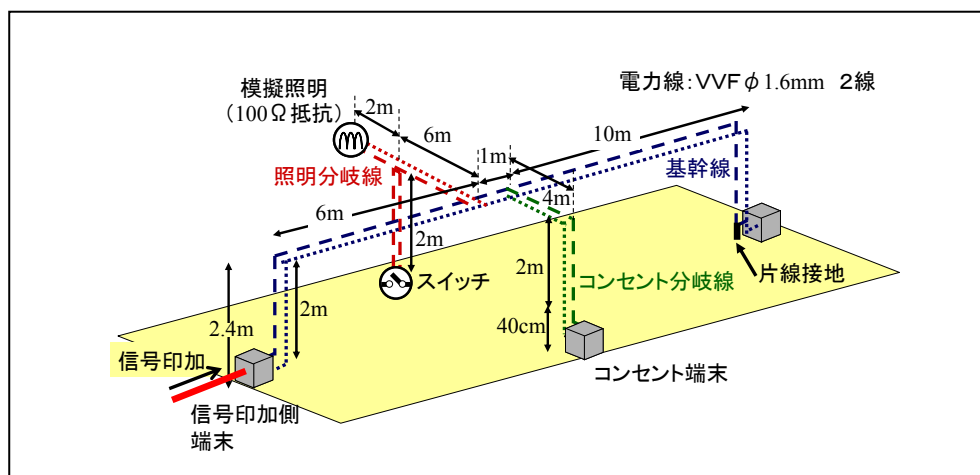 模擬照明
(100Ω抵抗)
2m
6m
電力線:VVFφ1.6mm 2線
10m
1m
照明分岐線
基幹線
6m
4m
2m
スイッチ
2m
コンセント分岐線
片線接地
2m
2.4m
40cm
信号印加
コンセント端末
信号印加側
端末